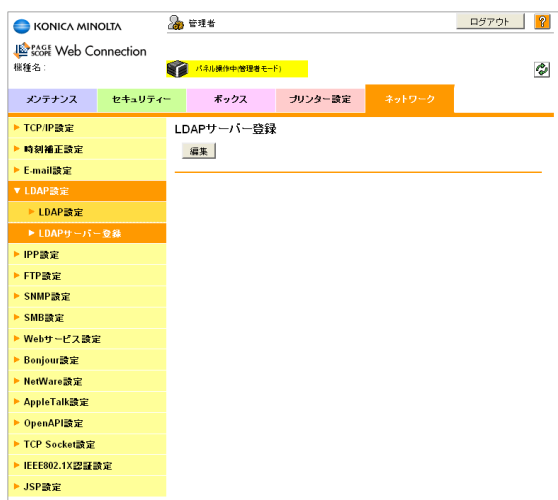 KONICA MINOLTA
管理者
ログアウト
?
PAGE SCOPE Web Connection
機種名:
パネル操作中(管理者モード)
メンテナンス
セキュリティー
ボックス
プリンター設定
ネットワーク
TCP/IP設定
時刻補正設定
E-mail設定
LDAP設定
LDAP設定
LDAPサーバー登録
IPP設定
FTP設定
SNMP設定
SMB設定
Webサービス設定
Bonjour設定
NetWare設定
AppleTalk設定
OpenAPI設定
TCP Socket設定
IEEE802.1X認証設定
JSP設定
LDAPサーバー登録
編集